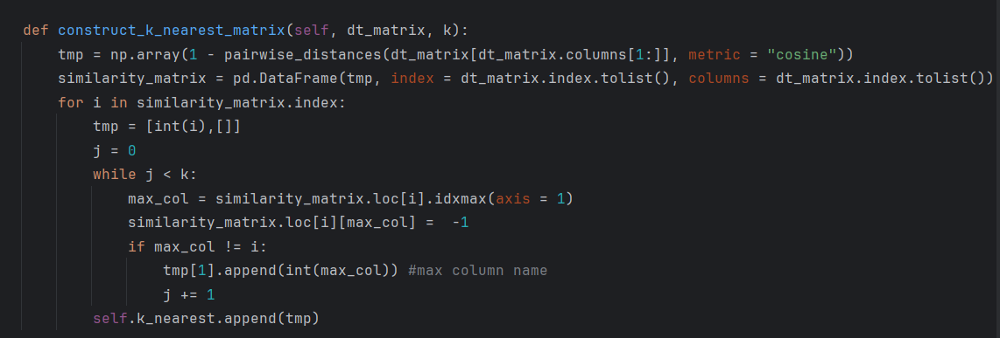 def construct_k_nearest_matrix(self, dt_matrix, k):
    tmp = np.array(1 - pairwise_distances(dt_matrix[dt_matrix.columns[1:]], metric = "cosine"))
    similarity_matrix = pd.DataFrame(tmp, index = dt_matrix.index.tolist(), columns = dt_matrix.index.tolist())
    for i in similarity_matrix.index:
        tmp = [int(i),[]]
        j = 0
        while j < k:
            max_col = similarity_matrix.loc[i].idxmax(axis = 1)
            similarity_matrix.loc[i][max_col] =  -1
            if max_col != i:
                tmp[1].append(int(max_col)) #max column name
                j += 1
        self.k_nearest.append(tmp)